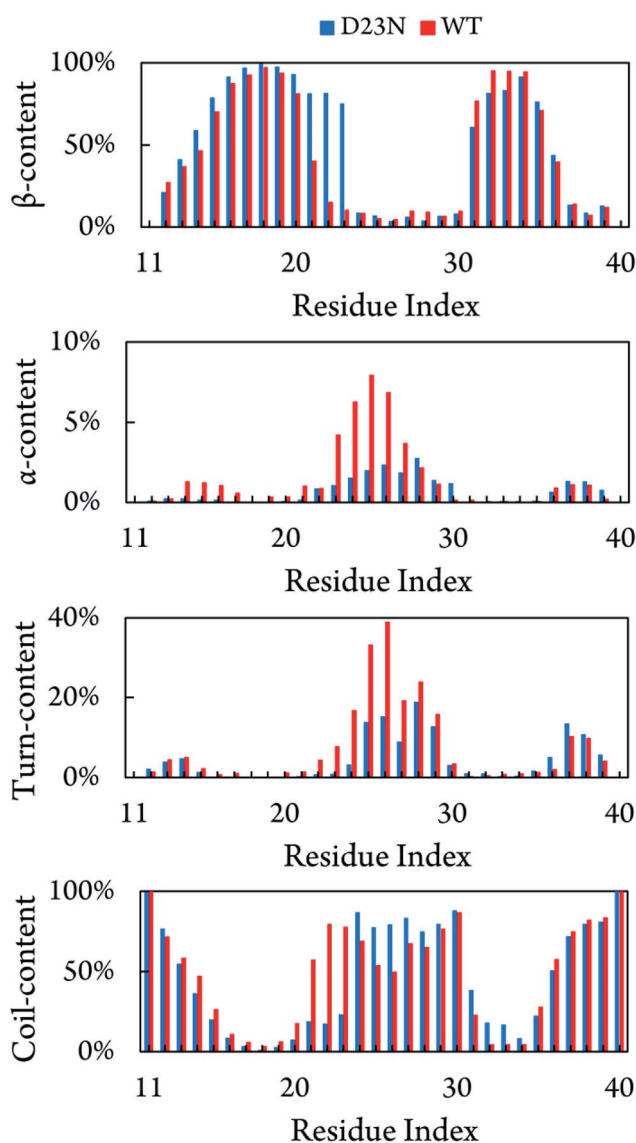 D23N WT
β-content
100%
50%
0%
11 20 30 40
Residue Index
α-content
10%
5%
0%
11 20 30 40
Residue Index
Turn-content
40%
20%
0%
11 20 30 40
Residue Index
Coil-content
100%
50%
0%
11 20 30 40
Residue Index